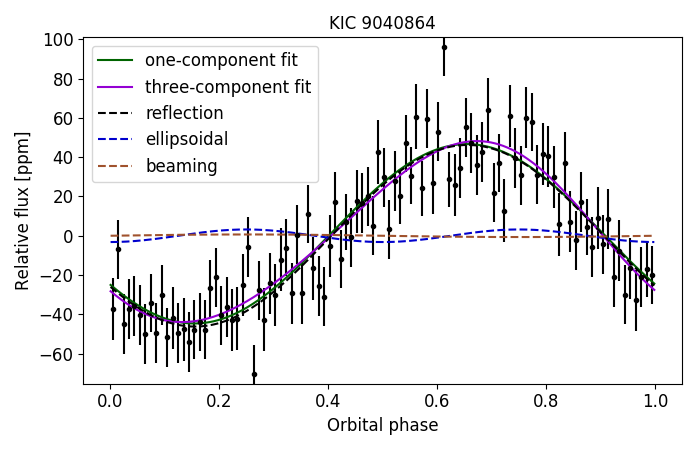 KIC 9040864
one-component fit
three-component fit
reflection
ellipsoidal
beaming
Relative flux [ppm]
100
80
60
40
20
0
−20
−40
−60
0.0 0.2 0.4 0.6 0.8 1.0
Orbital phase